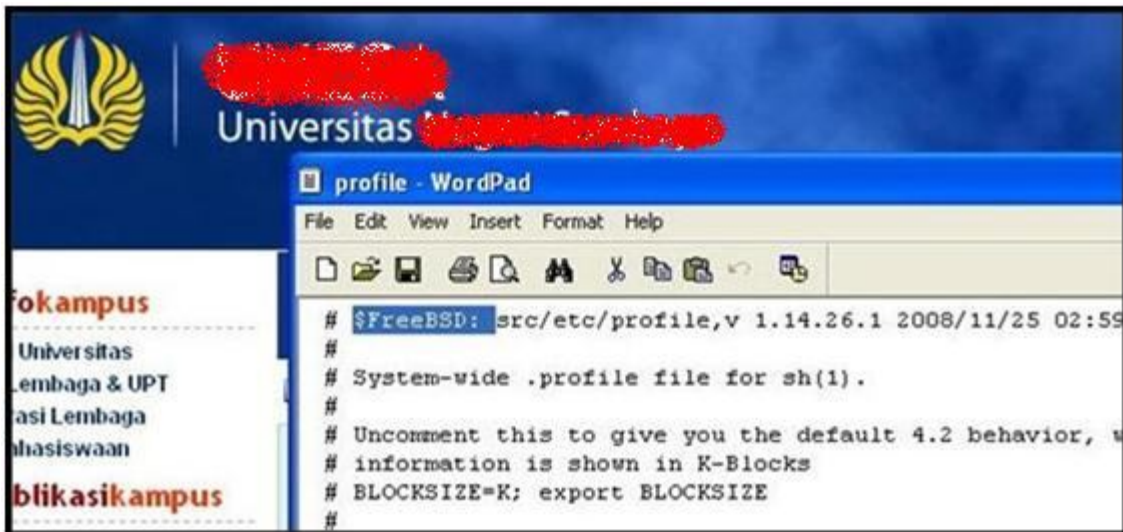 Universitas
profile - WordPad
File Edit View Insert Format Help
# $FreeBSD: src/etc/profile,v 1.14.26.1 2008/11/25 02:59
#
# System-wide .profile file for sh(1).
#
# Uncomment this to give you the default 4.2 behavior, w
# information is shown in K-Blocks
# BLOCKSIZE=K; export BLOCKSIZE
#
fokampus
Universitas
Lembaga & UPT
asi Lembaga
ahasiswaan
blikasikampus